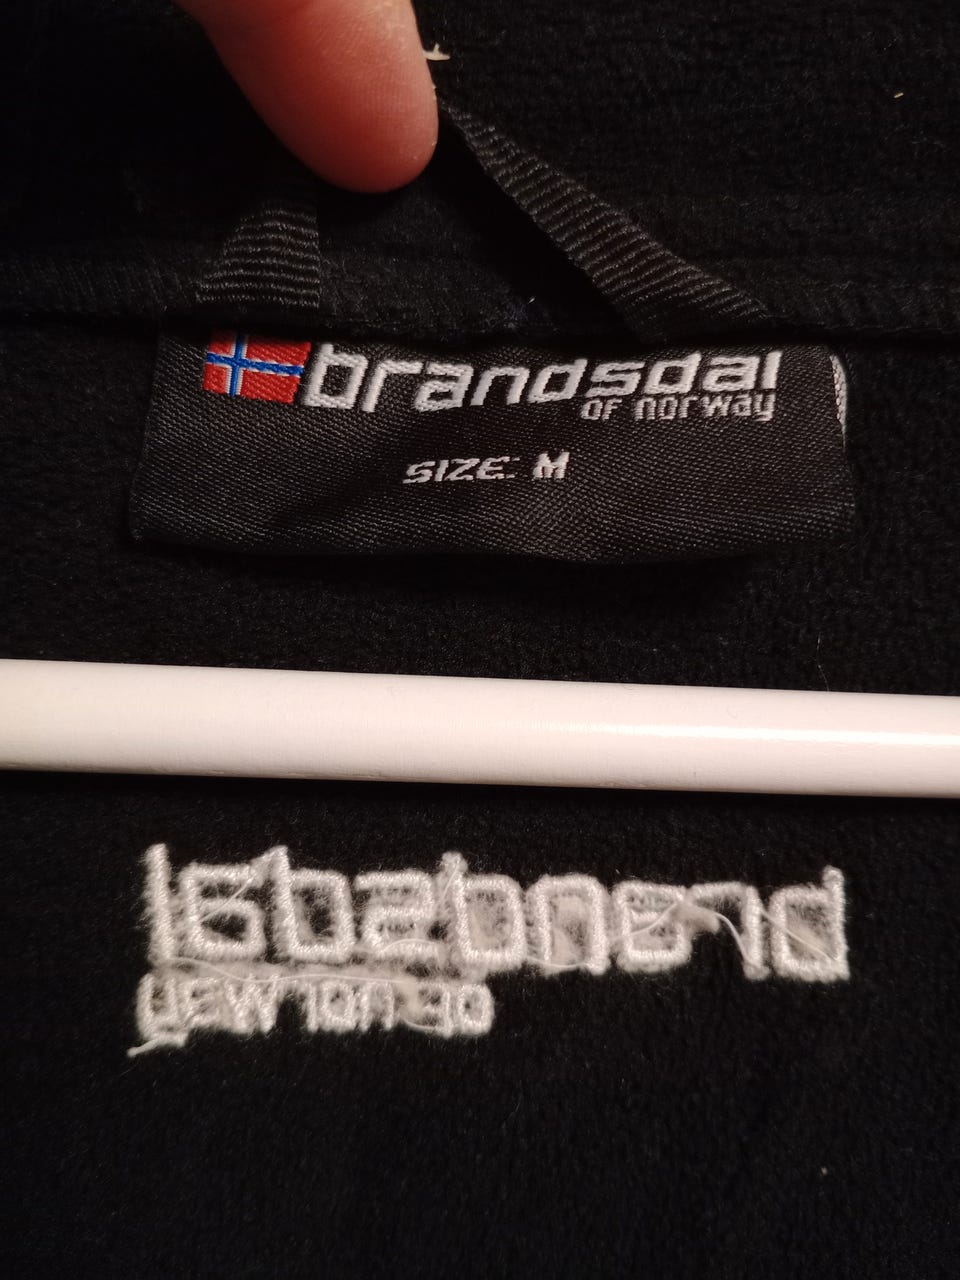 brandsdal
of norway
SIZE: M
brandsdal
of norway